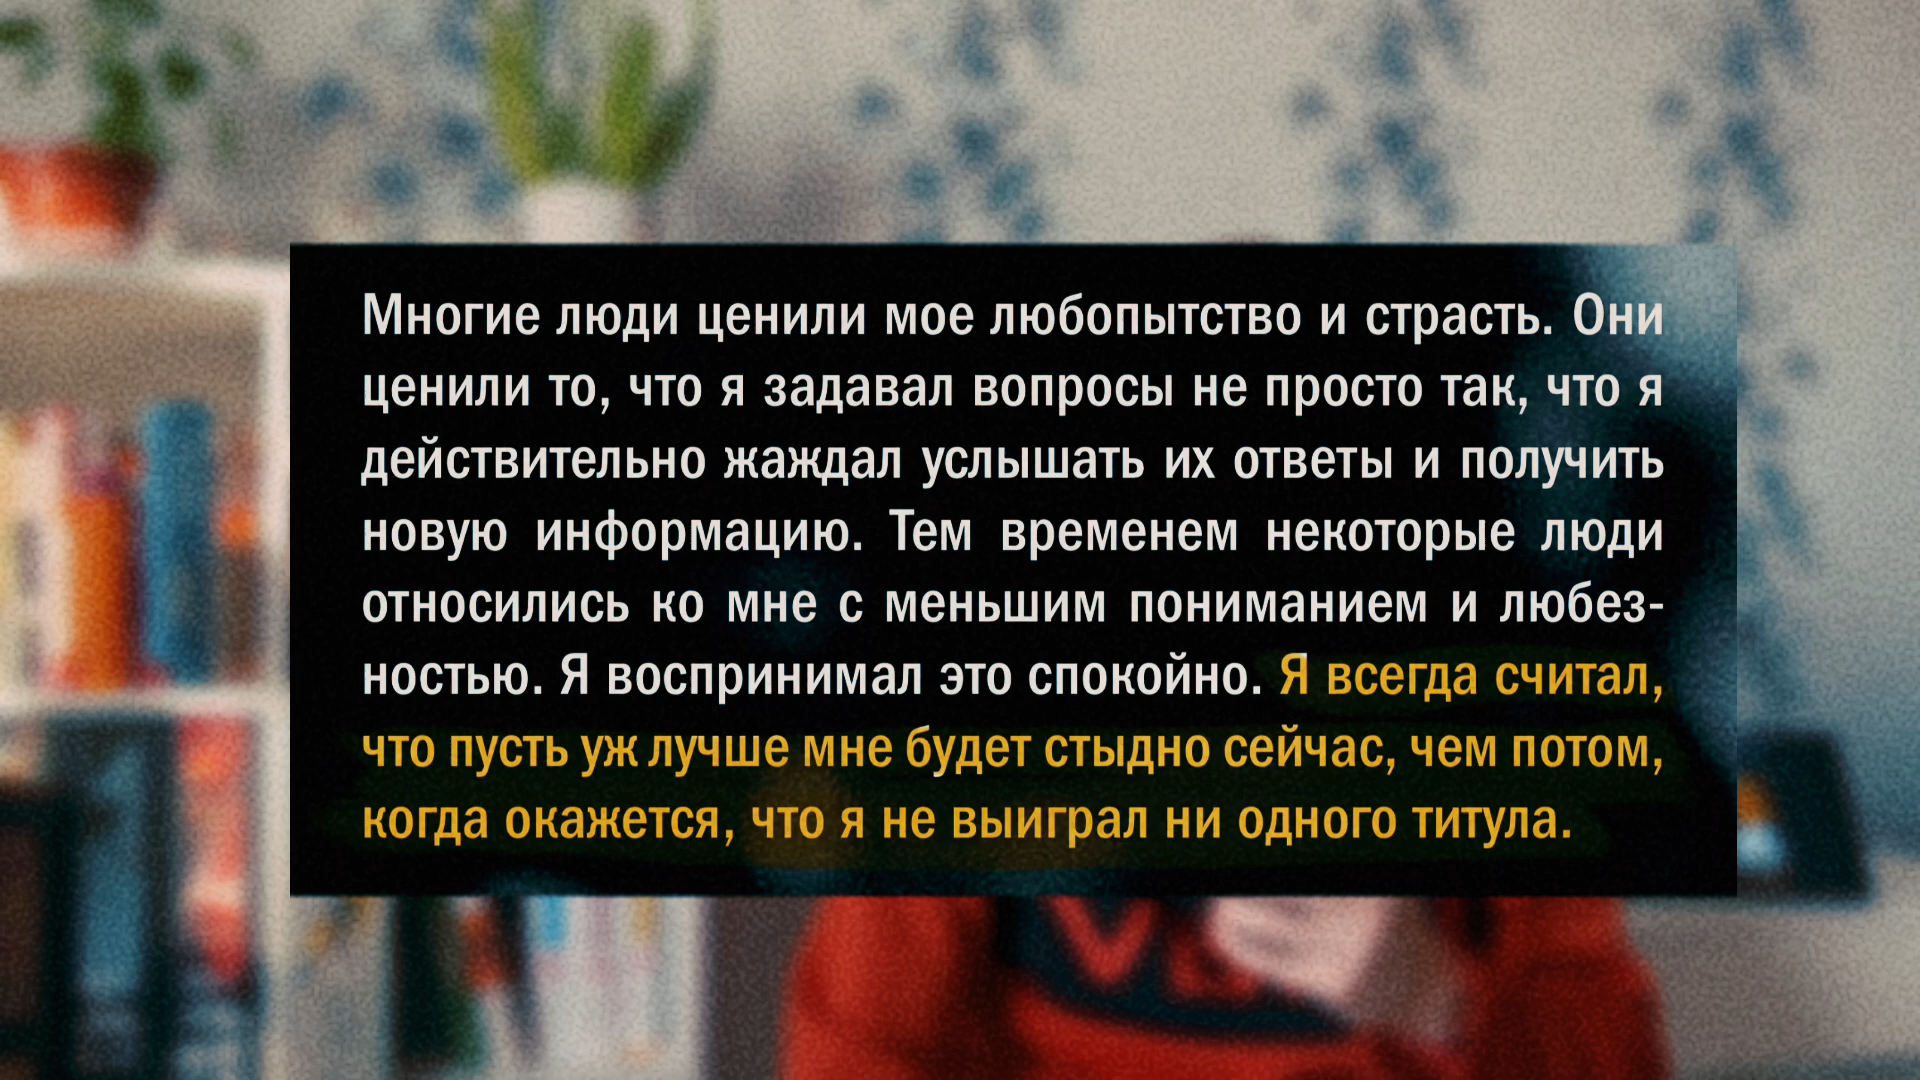 Многие люди ценили мое любопытство и страсть. Они
ценили то, что я задавал вопросы не просто так, что я
действительно жаждал услышать их ответы и получить
новую информацию. Тем временем некоторые люди
относились ко мне с меньшим пониманием и любез-
ностью. Я воспринимал это спокойно. Я всегда считал,
что пусть уж лучше мне будет стыдно сейчас, чем потом,
когда окажется, что я не выиграл ни одного титула.